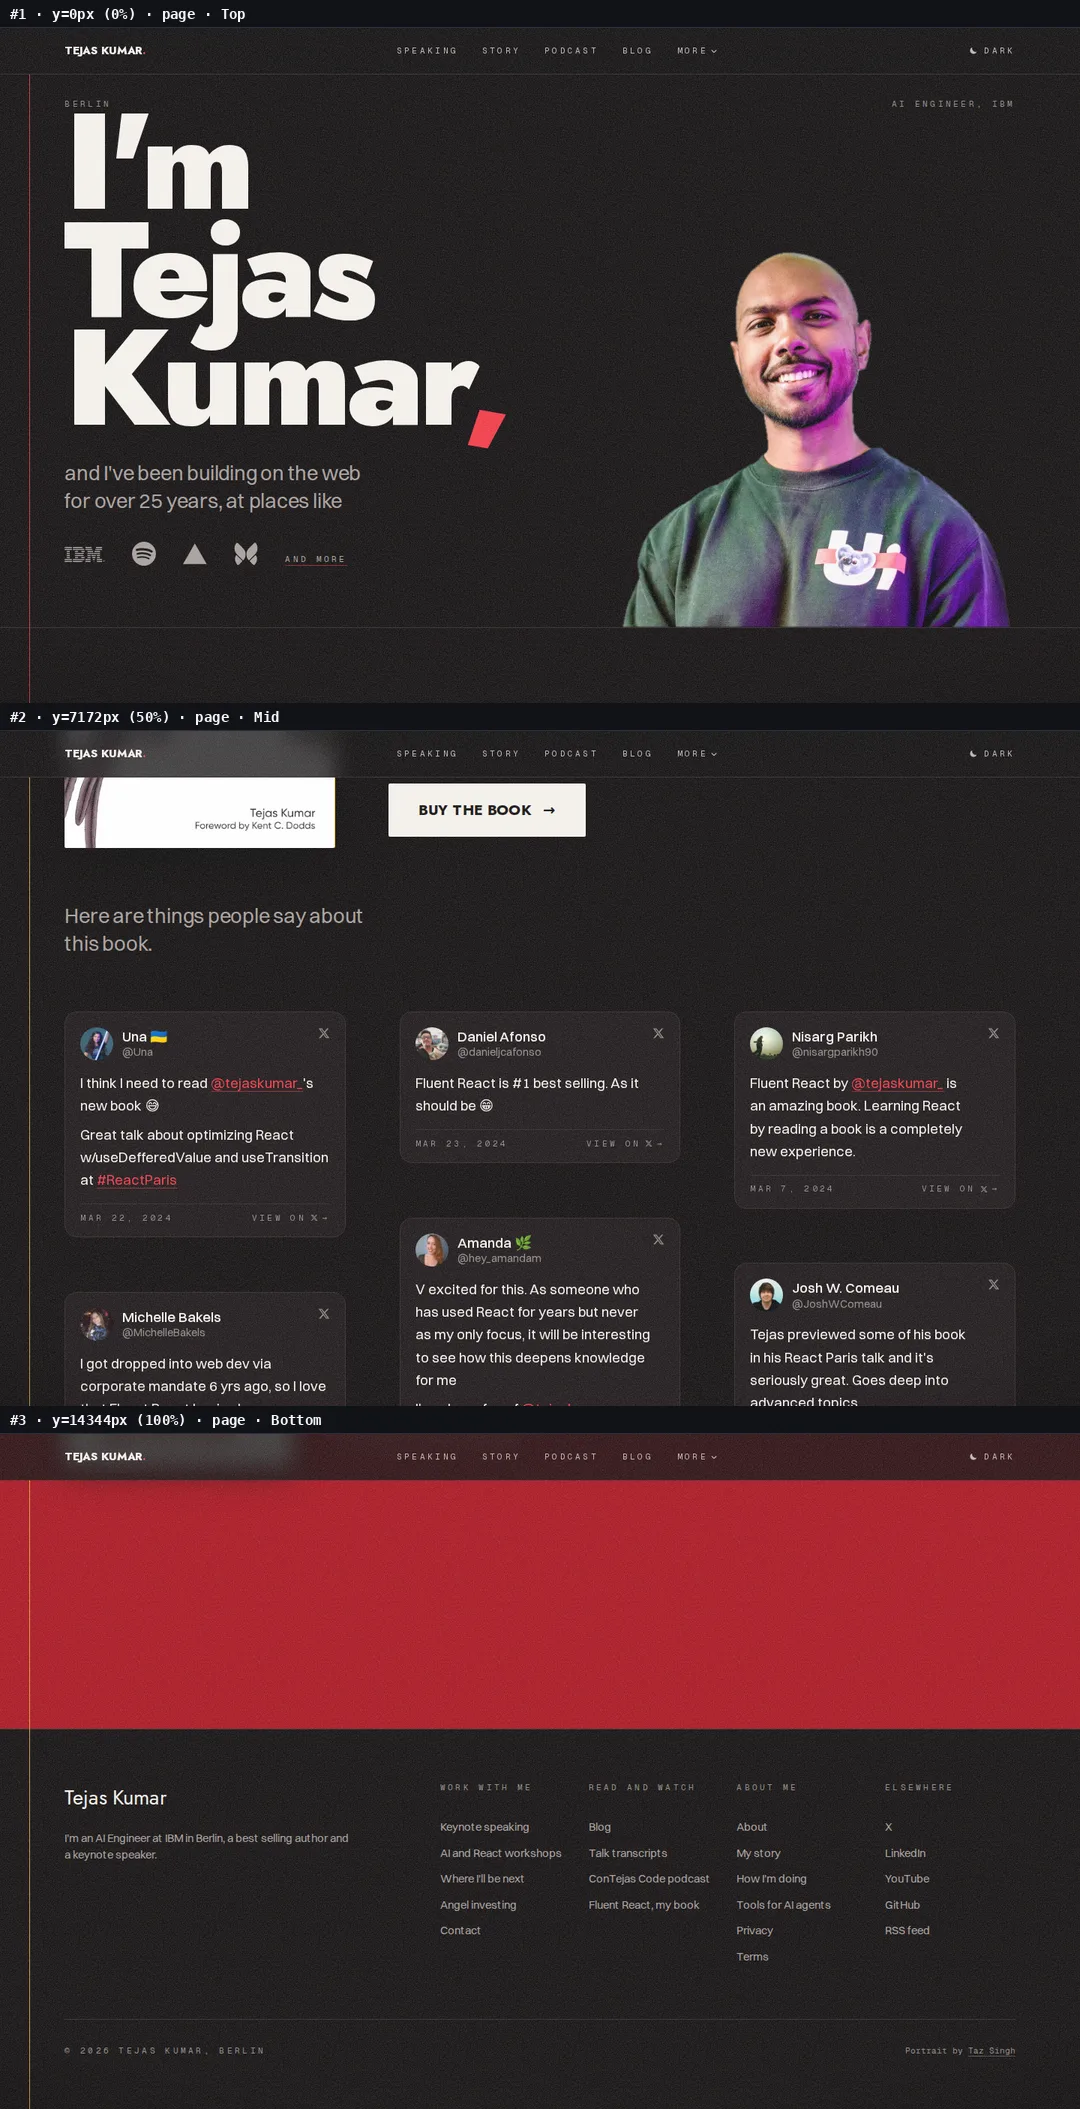 #1 · y=0px (0%) · page · Top
TEJAS KUMAR.
SPEAKING STORY PODCAST BLOG MORE
DARK
BERLIN
AI ENGINEER, IBM
I'm
Tejas
Kumar,
and I've been building on the web
for over 25 years, at places like
IBM
AND MORE
Uj
#2 · y=7172px (50%) · page · Mid
TEJAS KUMAR.
SPEAKING STORY PODCAST BLOG MORE
DARK
Tejas Kumar
Foreword by Kent C. Dodds
BUY THE BOOK →
Here are things people say about
this book.
Una 🇺🇦
@Una
I think I need to read @tejaskumar_'s
new book 😅
Great talk about optimizing React
w/useDefferedValue and useTransition
at #ReactParis
MAR 22, 2024
VIEW ON X →
Michelle Bakels
@MichelleBakels
I got dropped into web dev via
corporate mandate 6 yrs ago, so I love
Daniel Afonso
@danieljcafonso
Fluent React is #1 best selling. As it
should be 😁
MAR 23, 2024
VIEW ON X →
Amanda 🌿
@hey_amandam
V excited for this. As someone who
has used React for years but never
as my only focus, it will be interesting
to see how this deepens knowledge
for me
Nisarg Parikh
@nisargparikh90
Fluent React by @tejaskumar_ is
an amazing book. Learning React
by reading a book is a completely
new experience.
MAR 7, 2024
VIEW ON X →
Josh W. Comeau
@JoshWComeau
Tejas previewed some of his book
in his React Paris talk and it's
seriously great. Goes deep into
advanced topics
#3 · y=14344px (100%) · page · Bottom
TEJAS KUMAR.
SPEAKING STORY PODCAST BLOG MORE
DARK
Tejas Kumar
I'm an AI Engineer at IBM in Berlin, a best selling author and
a keynote speaker.
WORK WITH ME
Keynote speaking
AI and React workshops
Where I'll be next
Angel investing
Contact
READ AND WATCH
Blog
Talk transcripts
ConTejas Code podcast
Fluent React, my book
ABOUT ME
About
My story
How I'm doing
Tools for AI agents
Privacy
Terms
ELSEWHERE
X
LinkedIn
YouTube
GitHub
RSS feed
© 2026 TEJAS KUMAR, BERLIN
Portrait by Taz Singh